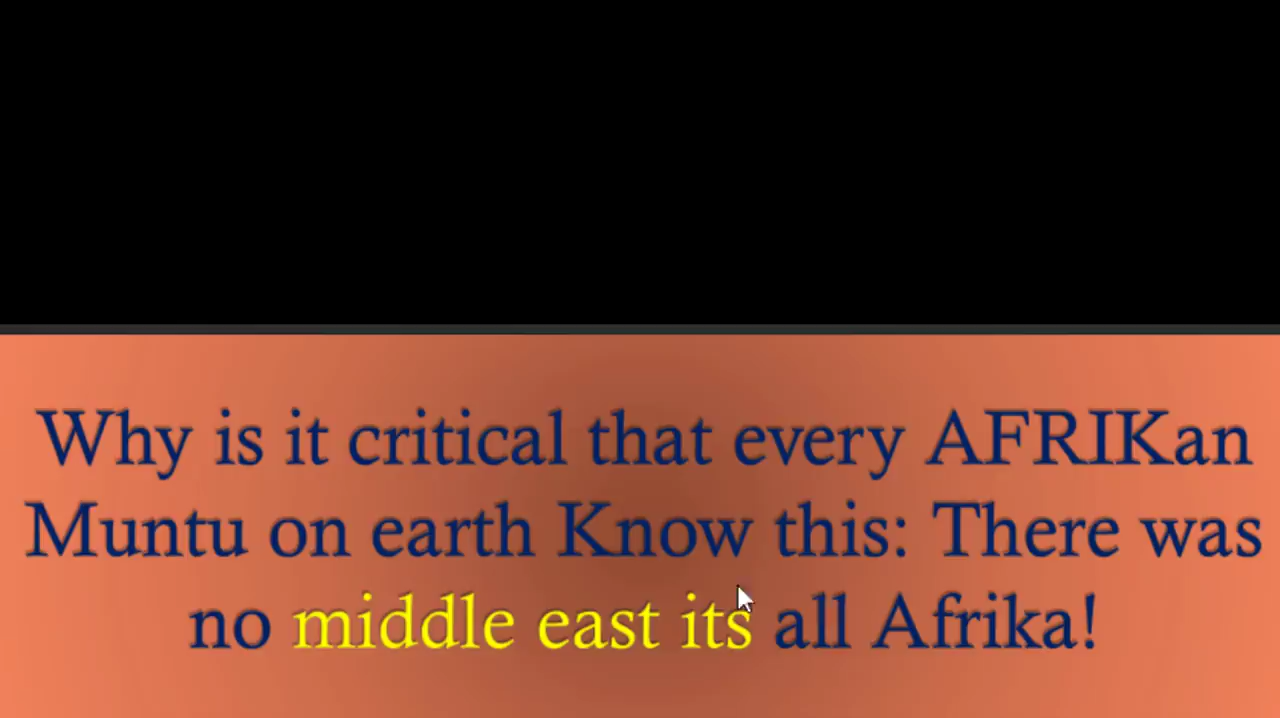 Why is it critical that every AFRIKan
Muntu on earth Know this: There was
no middle east its all Afrika!